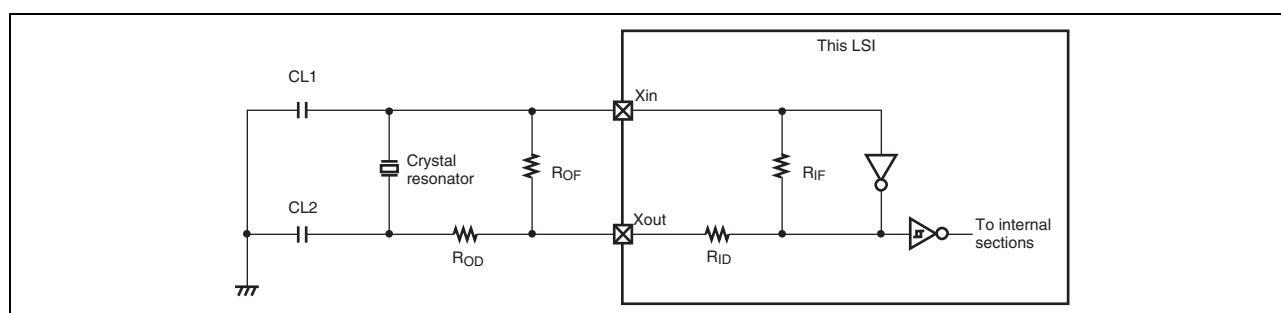 This LSI
CL1
Xin
Crystal
resonator
ROF
RIF
CL2
Xout
To internal
sections
ROD
RID